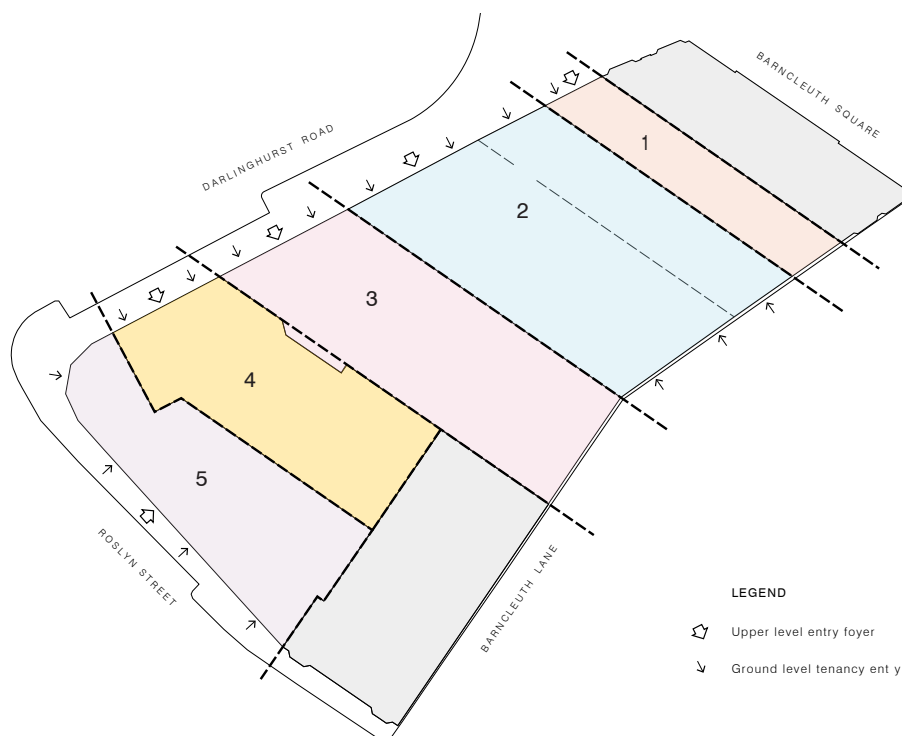 BARNCLEUTH SQUARE
DARLINGHURST ROAD
1
2
3
4
5
ROSLYN STREET
BARNCLEUTH LANE
LEGEND
Upper level entry foyer
Ground level tenancy ent y